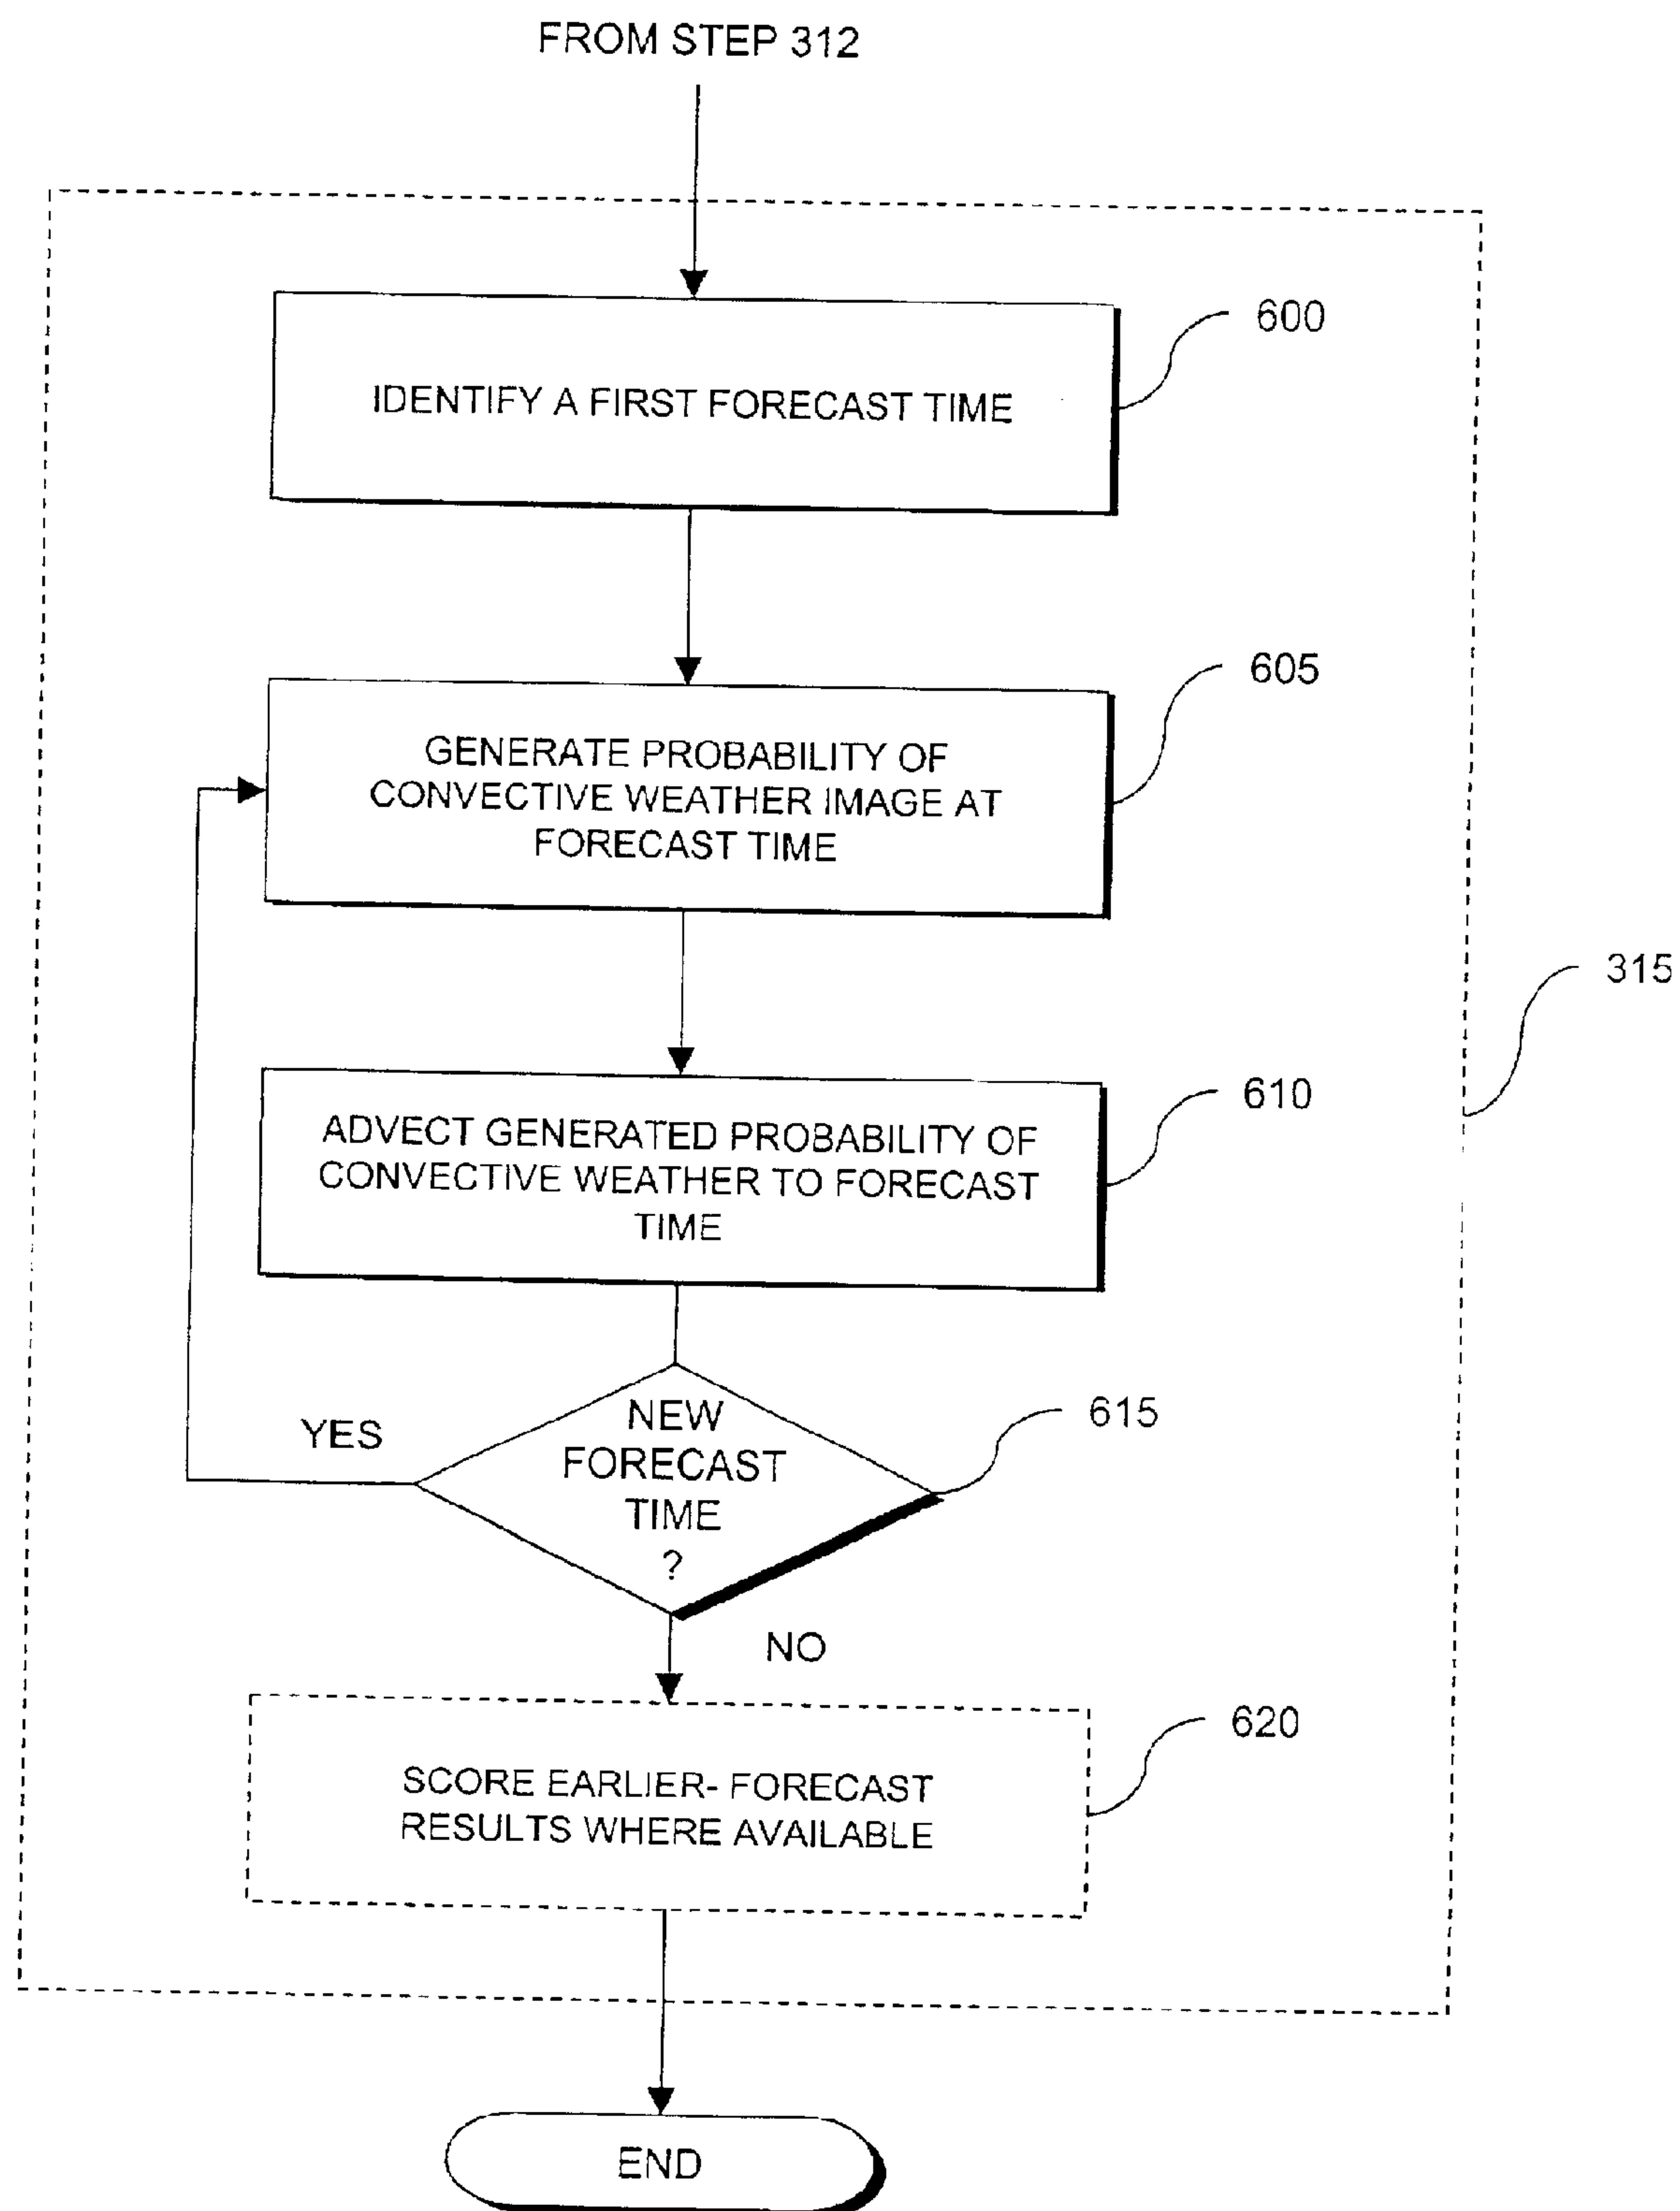 FROM STEP 312
600
IDENTIFY A FIRST FORECAST TIME
605
GENERATE PROBABILITY OF
CONVECTIVE WEATHER IMAGE AT
FORECAST TIME
315
610
ADVECT GENERATED PROBABILITY OF
CONVECTIVE WEATHER TO FORECAST
TIME
615
YES
NEW
FORECAST
TIME
?
NO
620
SCORE EARLIER- FORECAST
RESULTS WHERE AVAILABLE
END